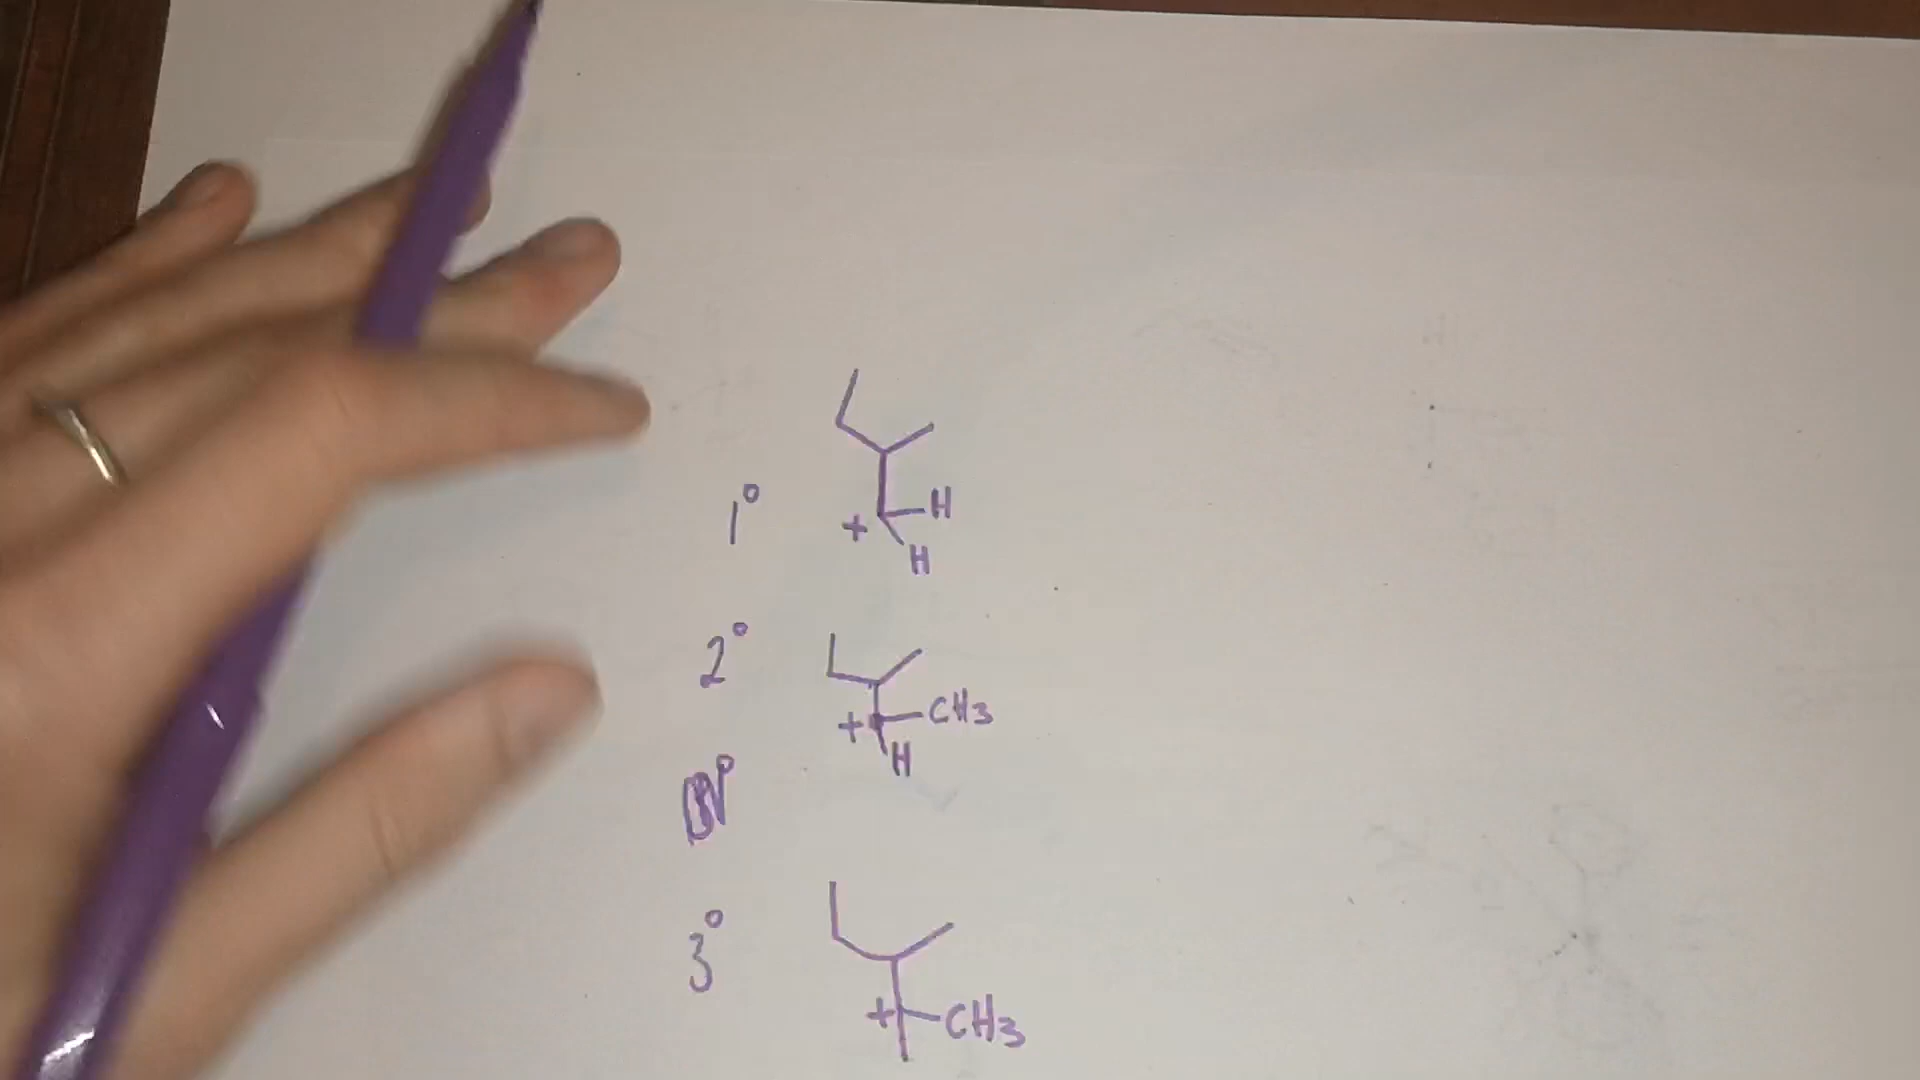 1° + H
H
2° + CH3
H
3° + CH3